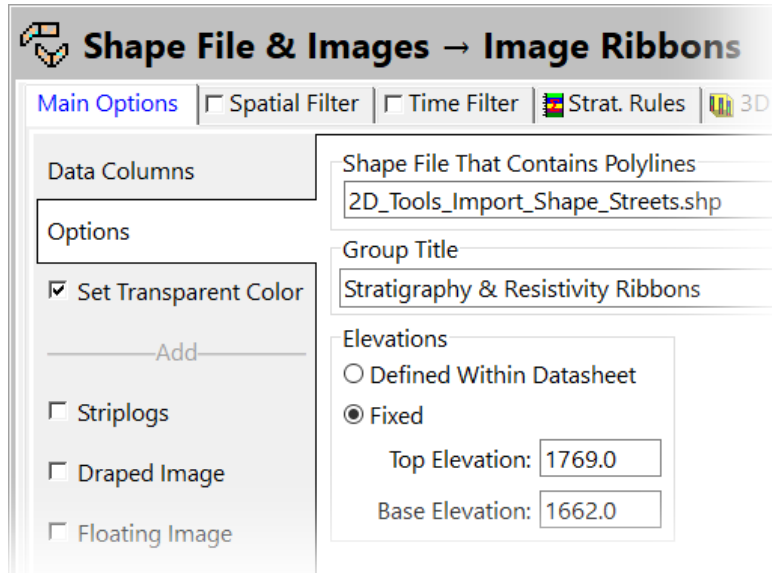 Shape File & Images → Image Ribbons
Main Options Spatial Filter Time Filter Strat. Rules 3D
Data Columns
Options
Set Transparent Color
Add
Striplogs
Draped Image
Floating Image
Shape File That Contains Polylines
2D_Tools_Import_Shape_Streets.shp
Group Title
Stratigraphy & Resistivity Ribbons
Elevations
Defined Within Datasheet
Fixed
Top Elevation: 1769.0
Base Elevation: 1662.0